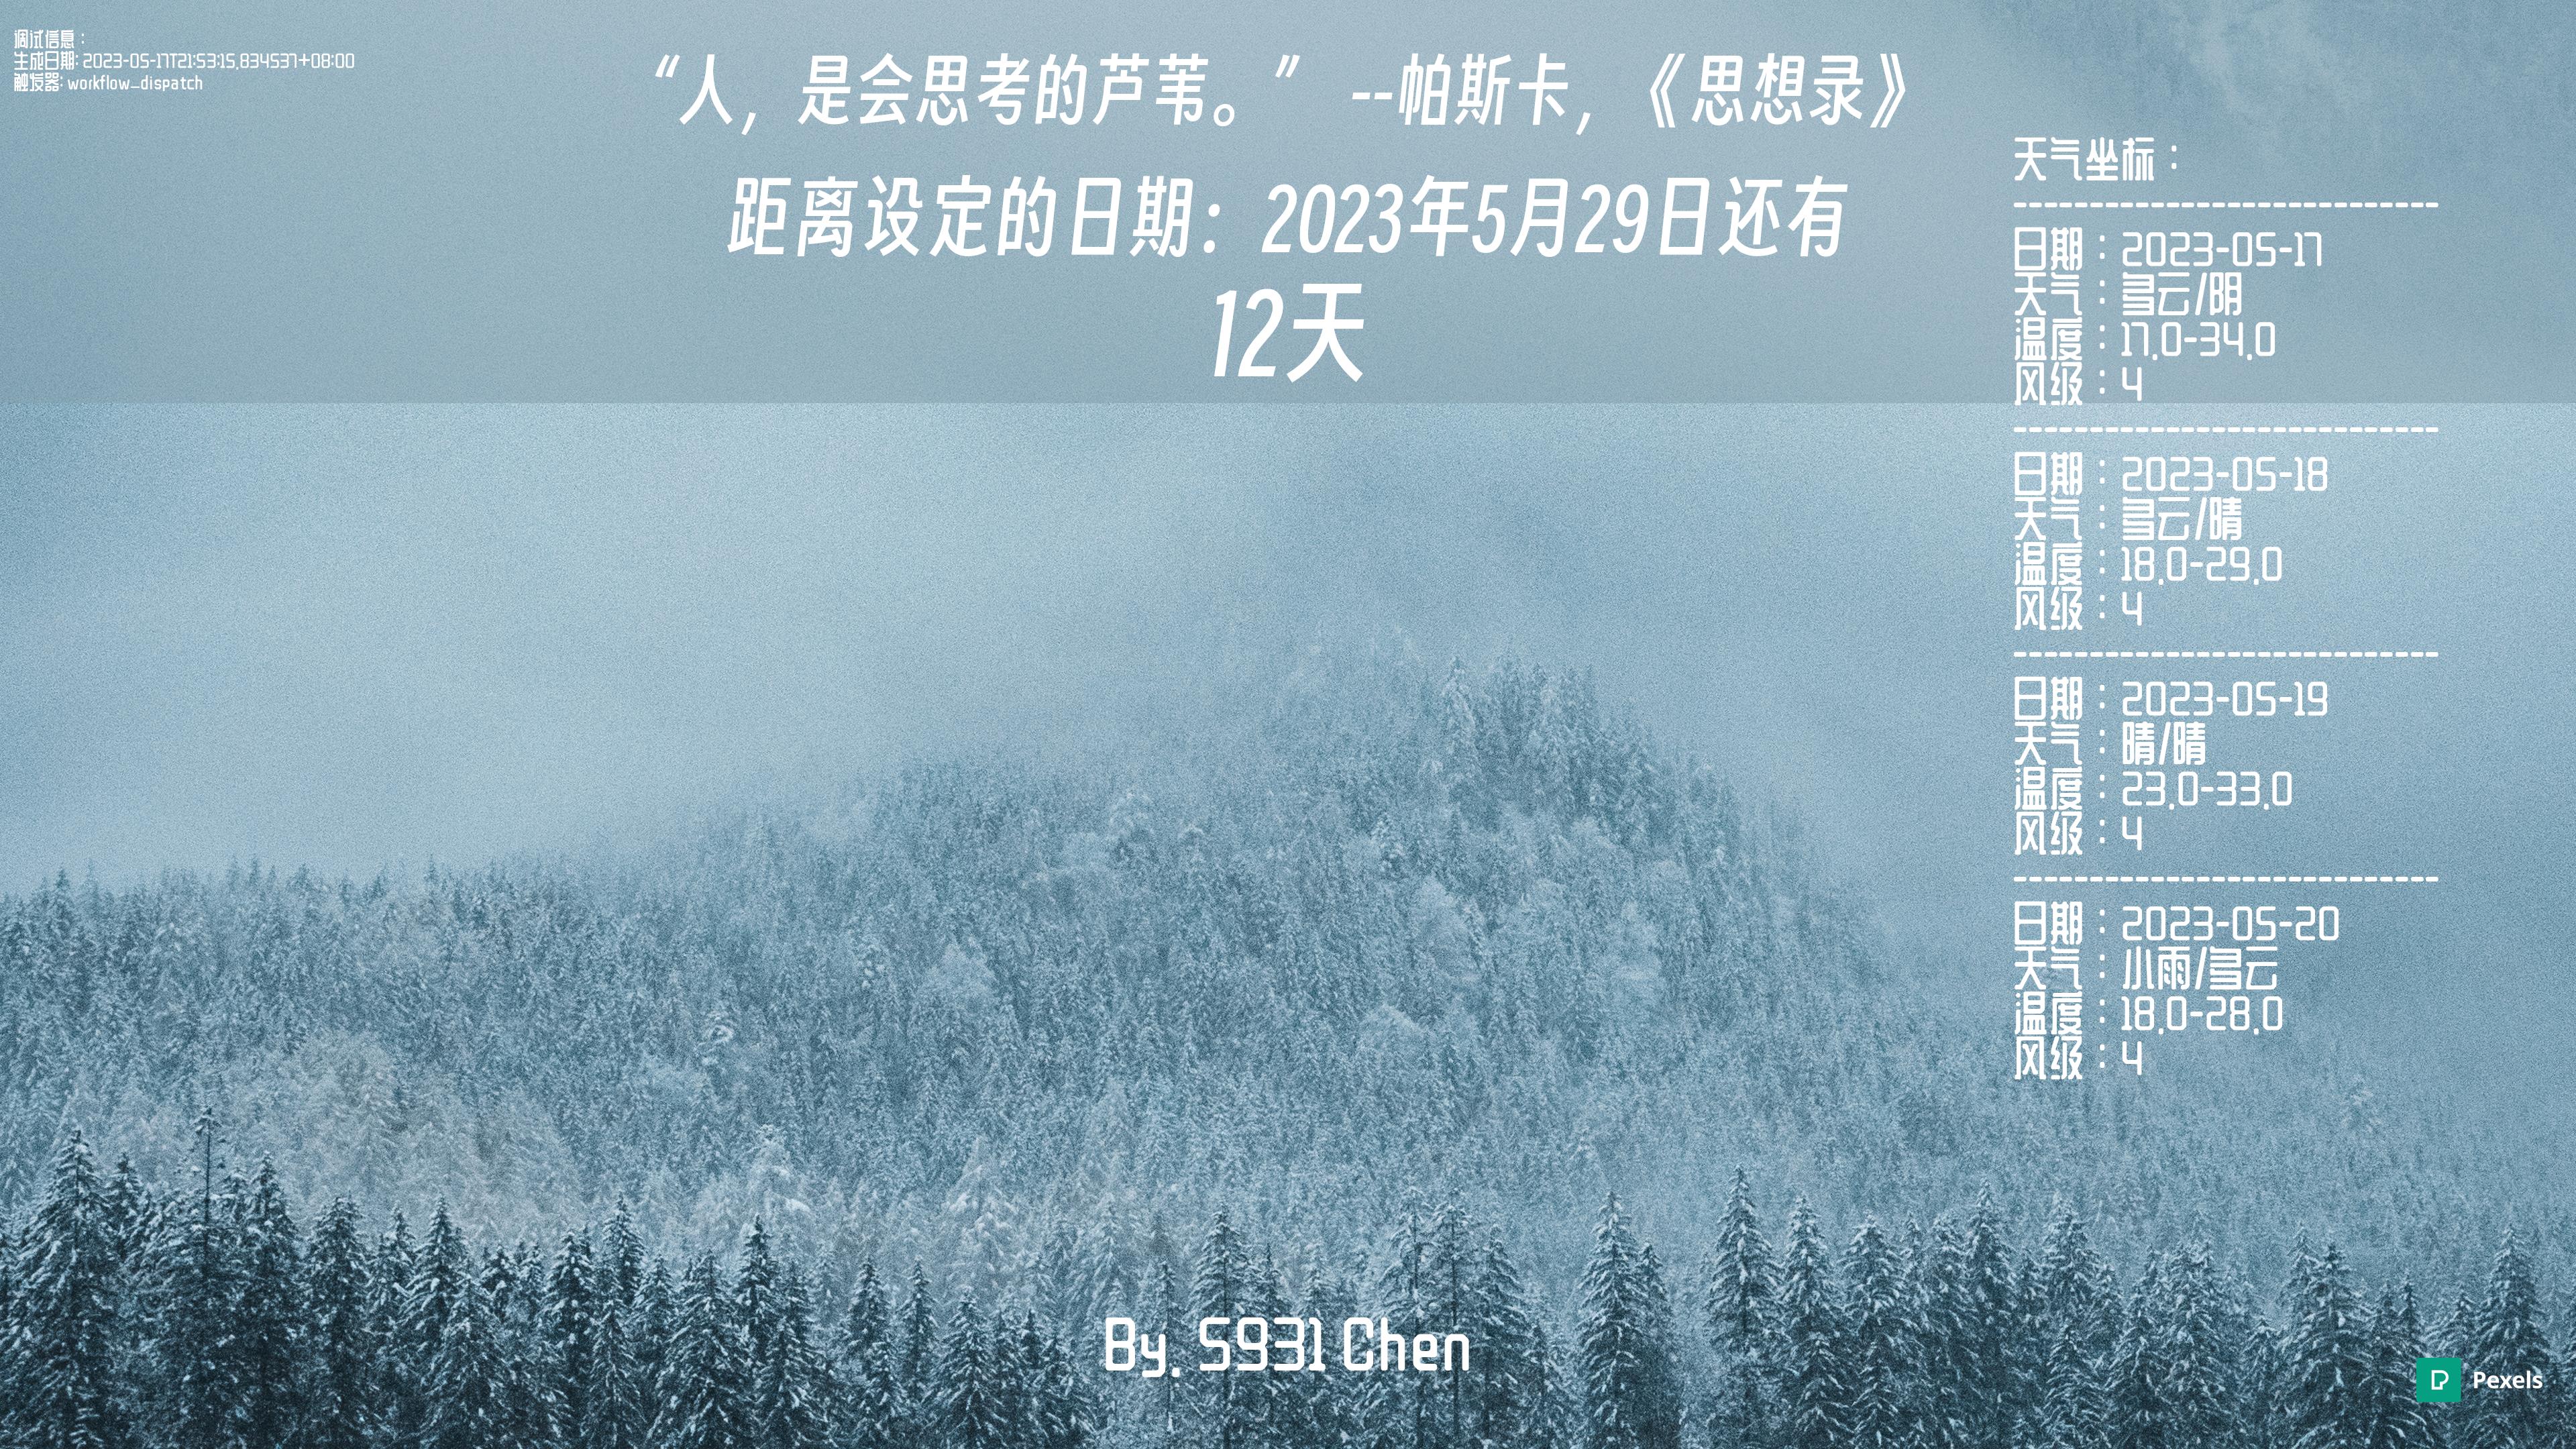 调试信息：
生成日期: 2023-05-17T21:53:15.834537+08:00
触发器: workflow_dispatch
“人，是会思考的芦苇。” --帕斯卡，《思想录》
距离设定的日期：2023年5月29日还有
12天
天气坐标：
----------------------------
日期：2023-05-17
天气：多云/阴
温度：17.0-34.0
风级：4
----------------------------
日期：2023-05-18
天气：多云/晴
温度：18.0-29.0
风级：4
----------------------------
日期：2023-05-19
天气：晴/晴
温度：23.0-33.0
风级：4
----------------------------
日期：2023-05-20
天气：小雨/多云
温度：18.0-28.0
风级：4
By. S931 Chen
Pexels